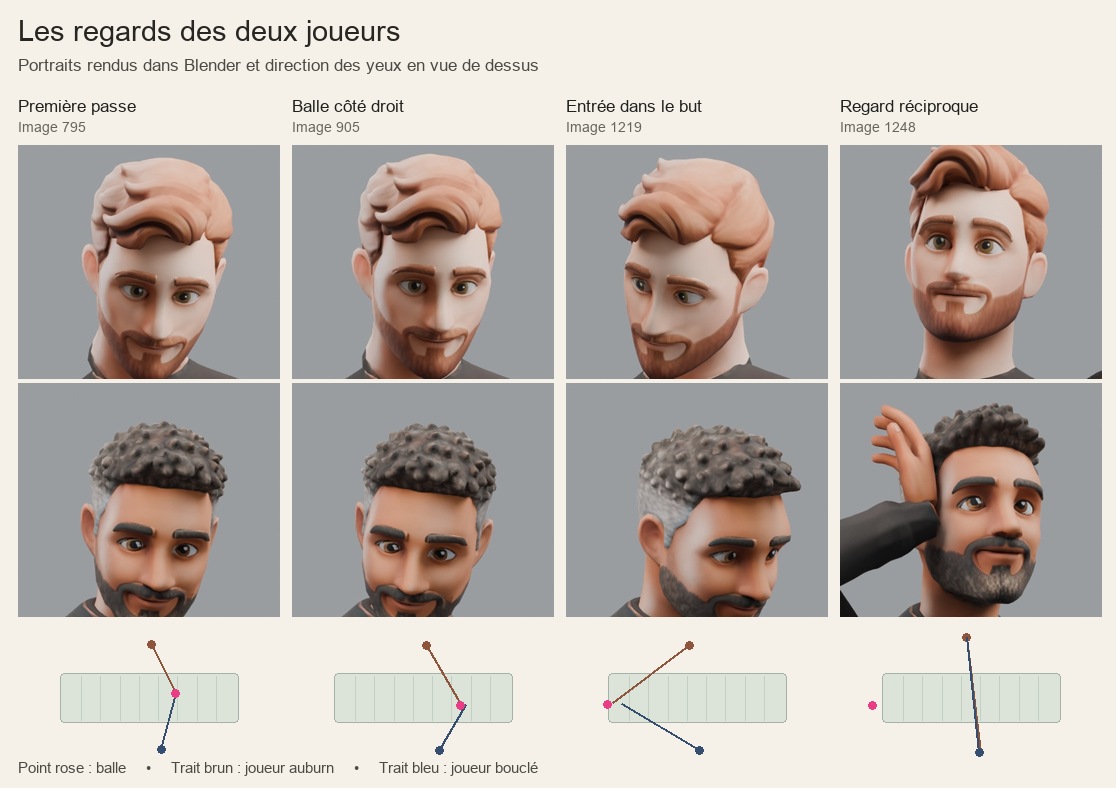 Les regards des deux joueurs
Portraits rendus dans Blender et direction des yeux en vue de dessus
Première passe
Image 795
Balle côté droit
Image 905
Entrée dans le but
Image 1219
Regard réciproque
Image 1248
Point rose : balle • Trait brun : joueur auburn • Trait bleu : joueur bouclé